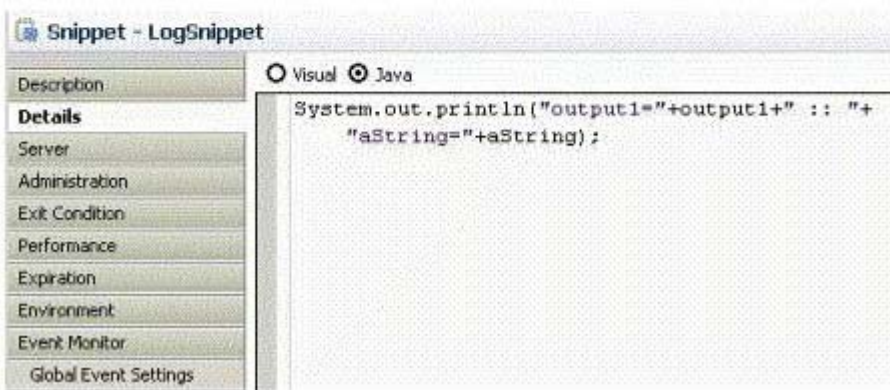 Snippet - LogSnippet
Description
Details
Server
Administration
Exit Condition
Performance
Expiration
Environment
Event Monitor
Global Event Settings
Visual Java
System.out.println("output1="+output1+" :: "+
"aString="+aString);